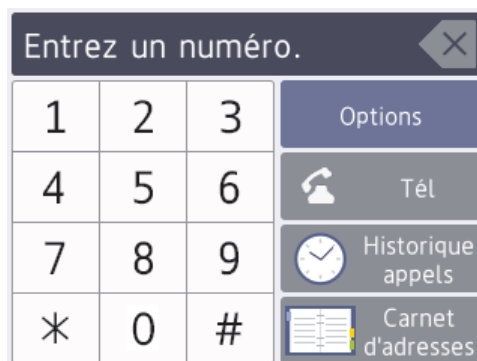 Entrez un numéro.
1 2 3
Options
4 5 6
Tél
7 8 9
Historique
appels
* 0 #
Carnet
d'adresses